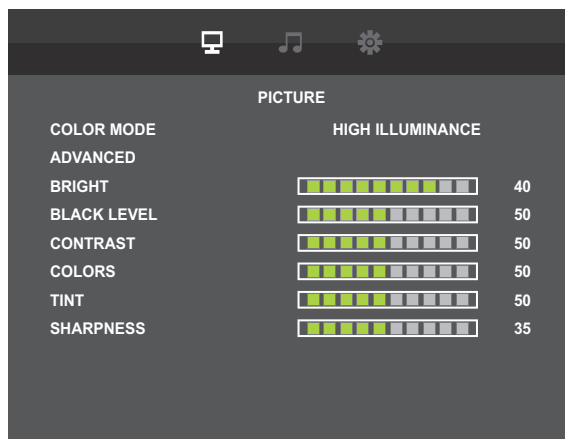 PICTURE
COLOR MODE HIGH ILLUMINANCE
ADVANCED
BRIGHT 40
BLACK LEVEL 50
CONTRAST 50
COLORS 50
TINT 50
SHARPNESS 35